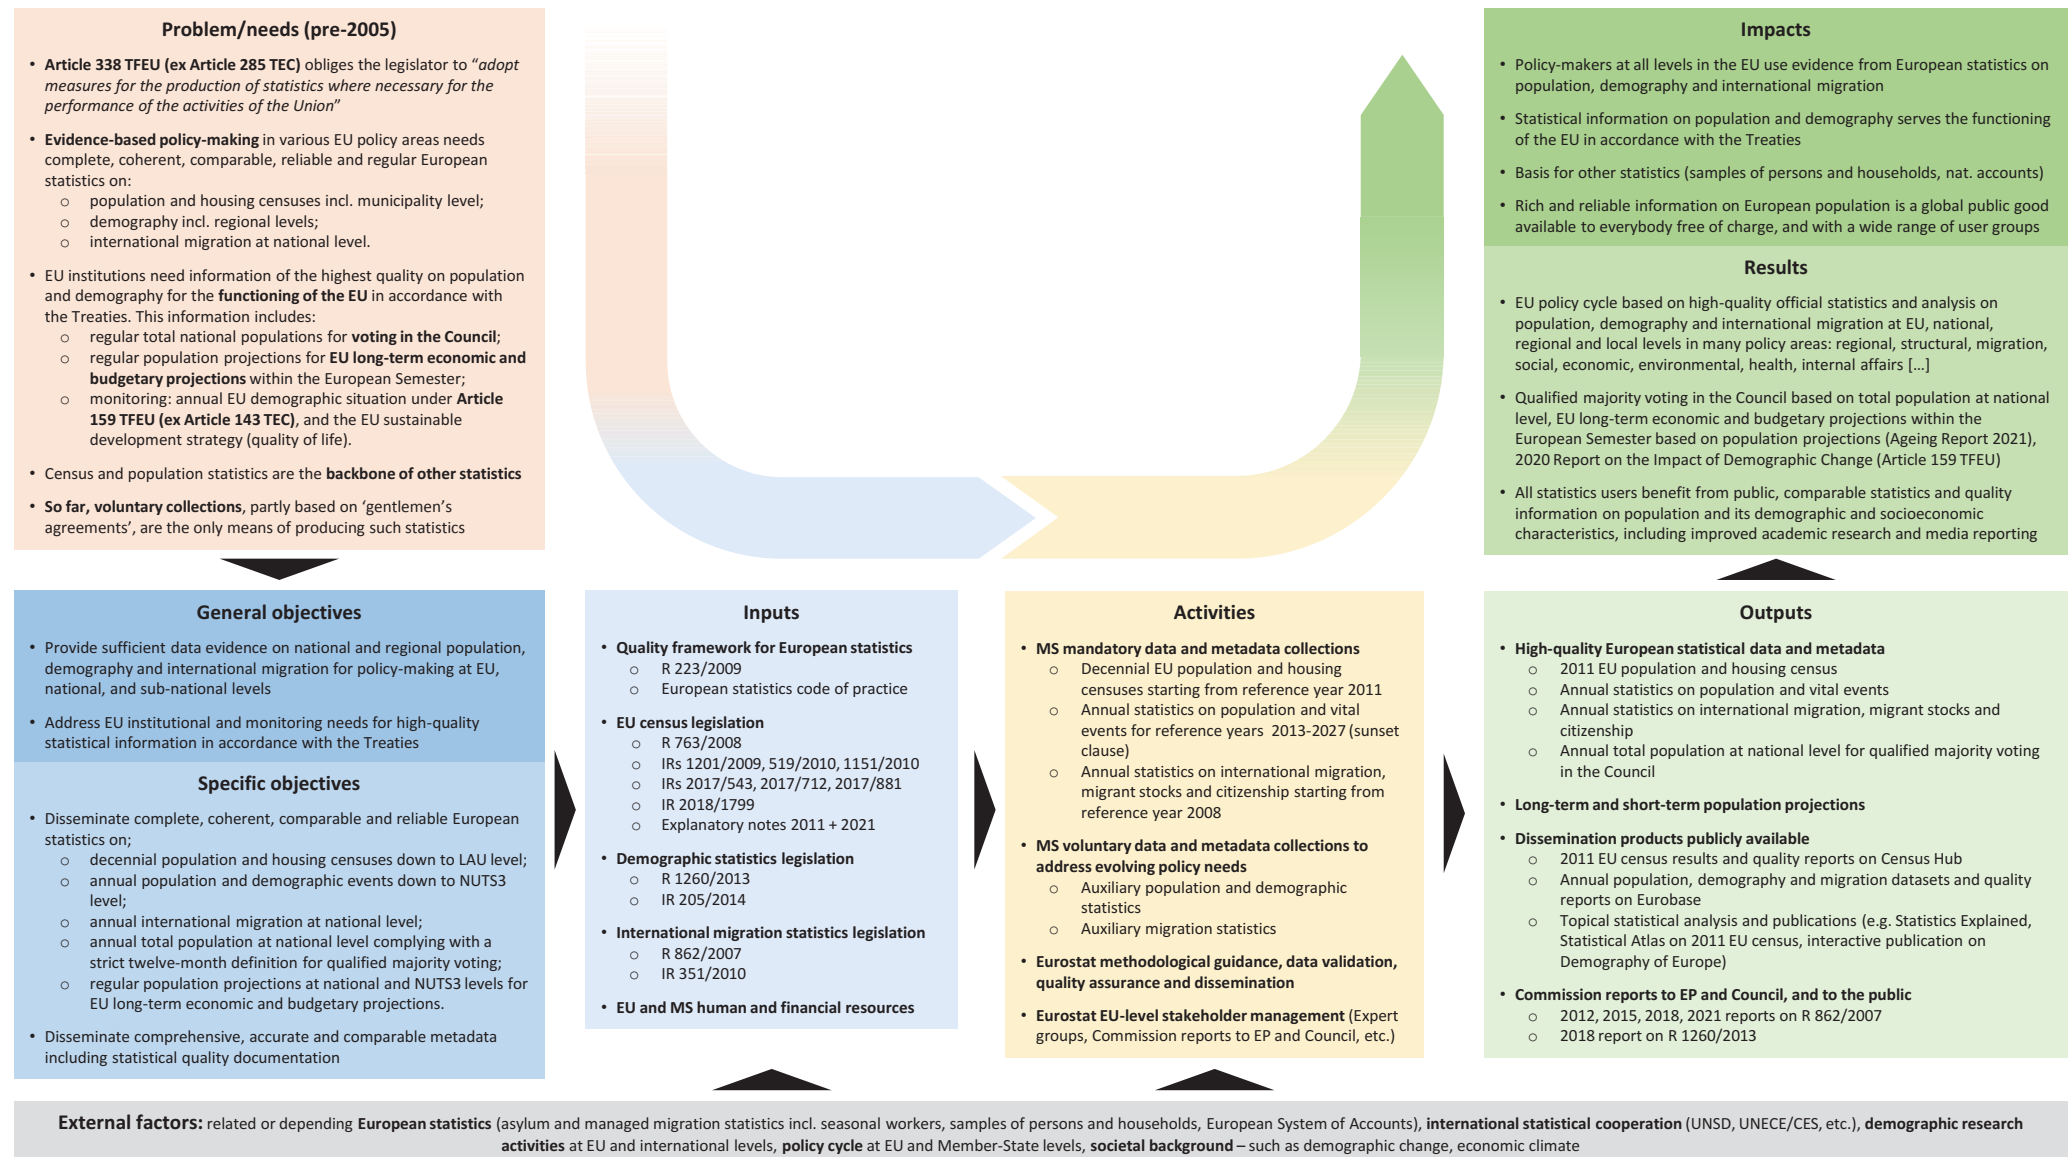 Problem/needs (pre-2005)
• Article 338 TFEU (ex Article 285 TEC) obliges the legislator to “adopt
measures for the production of statistics where necessary for the
performance of the activities of the Union”
• Evidence-based policy-making in various EU policy areas needs
complete, coherent, comparable, reliable and regular European
statistics on:
o population and housing censuses incl. municipality level;
o demography incl. regional levels;
o international migration at national level.
• EU institutions need information of the highest quality on population
and demography for the functioning of the EU in accordance with
the Treaties. This information includes:
o regular total national populations for voting in the Council;
o regular population projections for EU long-term economic and
budgetary projections within the European Semester;
o monitoring: annual EU demographic situation under Article
159 TFEU (ex Article 143 TEC), and the EU sustainable
development strategy (quality of life).
• Census and population statistics are the backbone of other statistics
• So far, voluntary collections, partly based on ‘gentlemen’s
agreements’, are the only means of producing such statistics
General objectives
• Provide sufficient data evidence on national and regional population,
demography and international migration for policy-making at EU,
national, and sub-national levels
• Address EU institutional and monitoring needs for high-quality
statistical information in accordance with the Treaties
Specific objectives
• Disseminate complete, coherent, comparable and reliable European
statistics on;
o decennial population and housing censuses down to LAU level;
o annual population and demographic events down to NUTS3
level;
o annual international migration at national level;
o annual total population at national level complying with a
strict twelve-month definition for qualified majority voting;
o regular population projections at national and NUTS3 levels for
EU long-term economic and budgetary projections.
• Disseminate comprehensive, accurate and comparable metadata
including statistical quality documentation
Inputs
• Quality framework for European statistics
o R 223/2009
o European statistics code of practice
• EU census legislation
o R 763/2008
o IRs 1201/2009, 519/2010, 1151/2010
o IRs 2017/543, 2017/712, 2017/881
o IR 2018/1799
o Explanatory notes 2011 + 2021
• Demographic statistics legislation
o R 1260/2013
o IR 205/2014
• International migration statistics legislation
o R 862/2007
o IR 351/2010
• EU and MS human and financial resources
Activities
• MS mandatory data and metadata collections
o Decennial EU population and housing
censuses starting from reference year 2011
o Annual statistics on population and vital
events for reference years 2013-2027 (sunset
clause)
o Annual statistics on international migration,
migrant stocks and citizenship starting from
reference year 2008
• MS voluntary data and metadata collections to
address evolving policy needs
o Auxiliary population and demographic
statistics
o Auxiliary migration statistics
• Eurostat methodological guidance, data validation,
quality assurance and dissemination
• Eurostat EU-level stakeholder management (Expert
groups, Commission reports to EP and Council, etc.)
Impacts
• Policy-makers at all levels in the EU use evidence from European statistics on
population, demography and international migration
• Statistical information on population and demography serves the functioning
of the EU in accordance with the Treaties
• Basis for other statistics (samples of persons and households, nat. accounts)
• Rich and reliable information on European population is a global public good
available to everybody free of charge, and with a wide range of user groups
Results
• EU policy cycle based on high-quality official statistics and analysis on
population, demography and international migration at EU, national,
regional and local levels in many policy areas: regional, structural, migration,
social, economic, environmental, health, internal affairs […]
• Qualified majority voting in the Council based on total population at national
level, EU long-term economic and budgetary projections within the
European Semester based on population projections (Ageing Report 2021),
2020 Report on the Impact of Demographic Change (Article 159 TFEU)
• All statistics users benefit from public, comparable statistics and quality
information on population and its demographic and socioeconomic
characteristics, including improved academic research and media reporting
Outputs
• High-quality European statistical data and metadata
o 2011 EU population and housing census
o Annual statistics on population and vital events
o Annual statistics on international migration, migrant stocks and
citizenship
o Annual total population at national level for qualified majority voting
in the Council
• Long-term and short-term population projections
• Dissemination products publicly available
o 2011 EU census results and quality reports on Census Hub
o Annual population, demography and migration datasets and quality
reports on Eurobase
o Topical statistical analysis and publications (e.g. Statistics Explained,
Statistical Atlas on 2011 EU census, interactive publication on
Demography of Europe)
• Commission reports to EP and Council, and to the public
o 2012, 2015, 2018, 2021 reports on R 862/2007
o 2018 report on R 1260/2013
External factors: related or depending European statistics (asylum and managed migration statistics incl. seasonal workers, samples of persons and households, European System of Accounts), international statistical cooperation (UNSD, UNECE/CES, etc.), demographic research
activities at EU and international levels, policy cycle at EU and Member-State levels, societal background – such as demographic change, economic climate